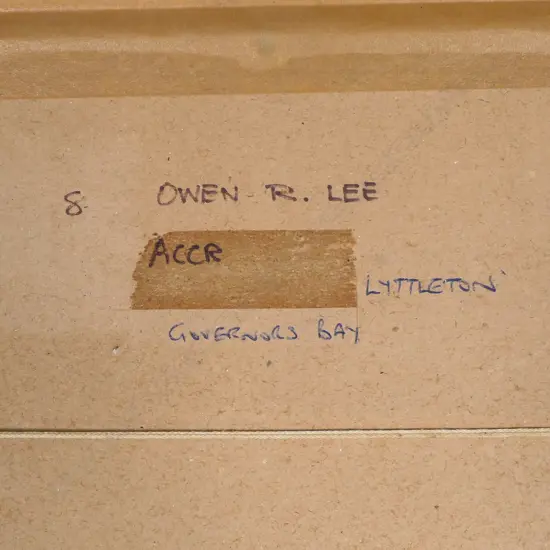 8 OWEN R. LEE
ACCR
LYTTLETON
GOVERNORS BAY